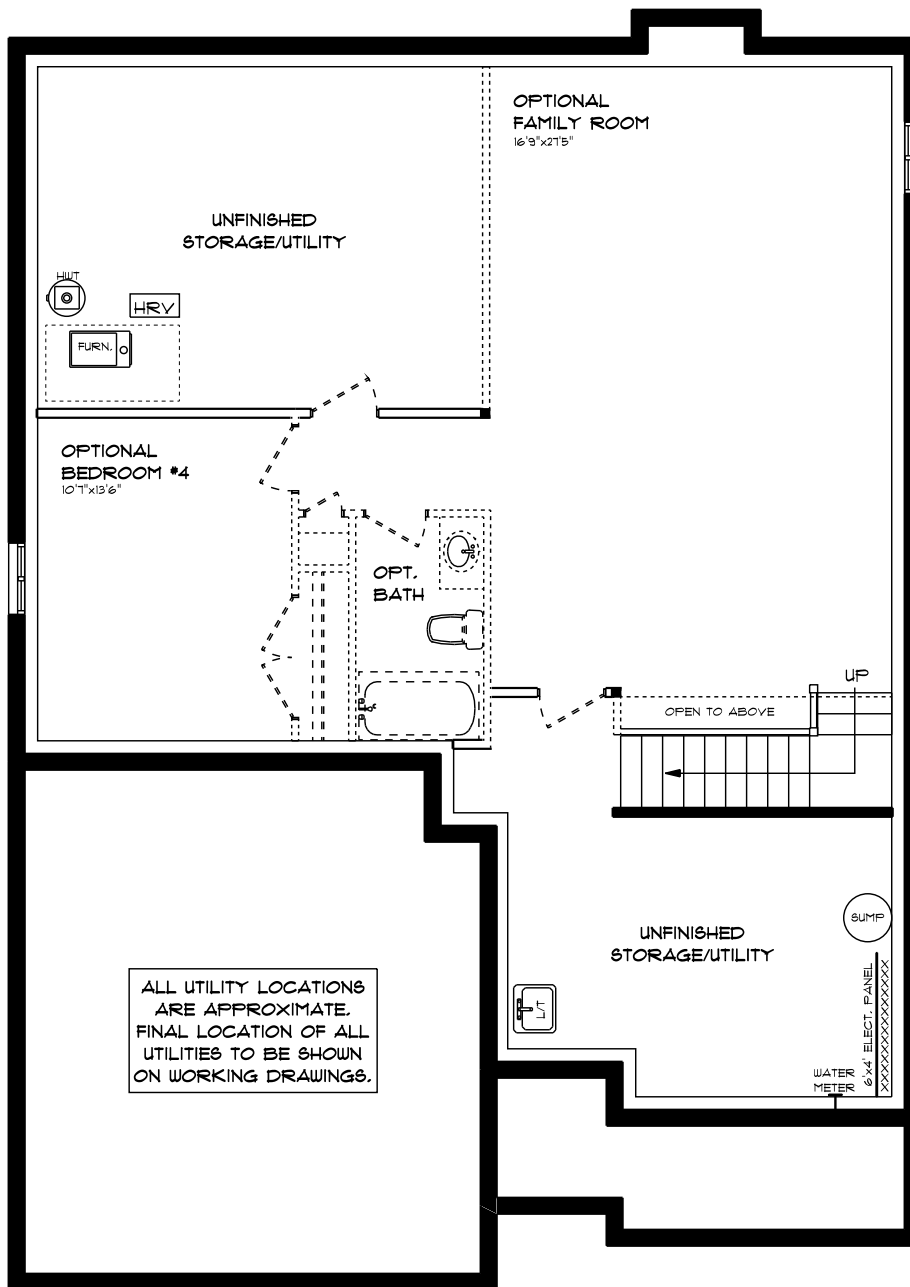 OPTIONAL
FAMILY ROOM
16'9"x27'5"
UNFINISHED
STORAGE/UTILITY
HWT
HRV
FURN.
OPTIONAL
BEDROOM #4
10'7"x13'6"
OPT.
BATH
UP
OPEN TO ABOVE
SUMP
UNFINISHED
STORAGE/UTILITY
L/T
6'x4' ELECT. PANEL
WATER
METER
ALL UTILITY LOCATIONS
ARE APPROXIMATE.
FINAL LOCATION OF ALL
UTILITIES TO BE SHOWN
ON WORKING DRAWINGS.